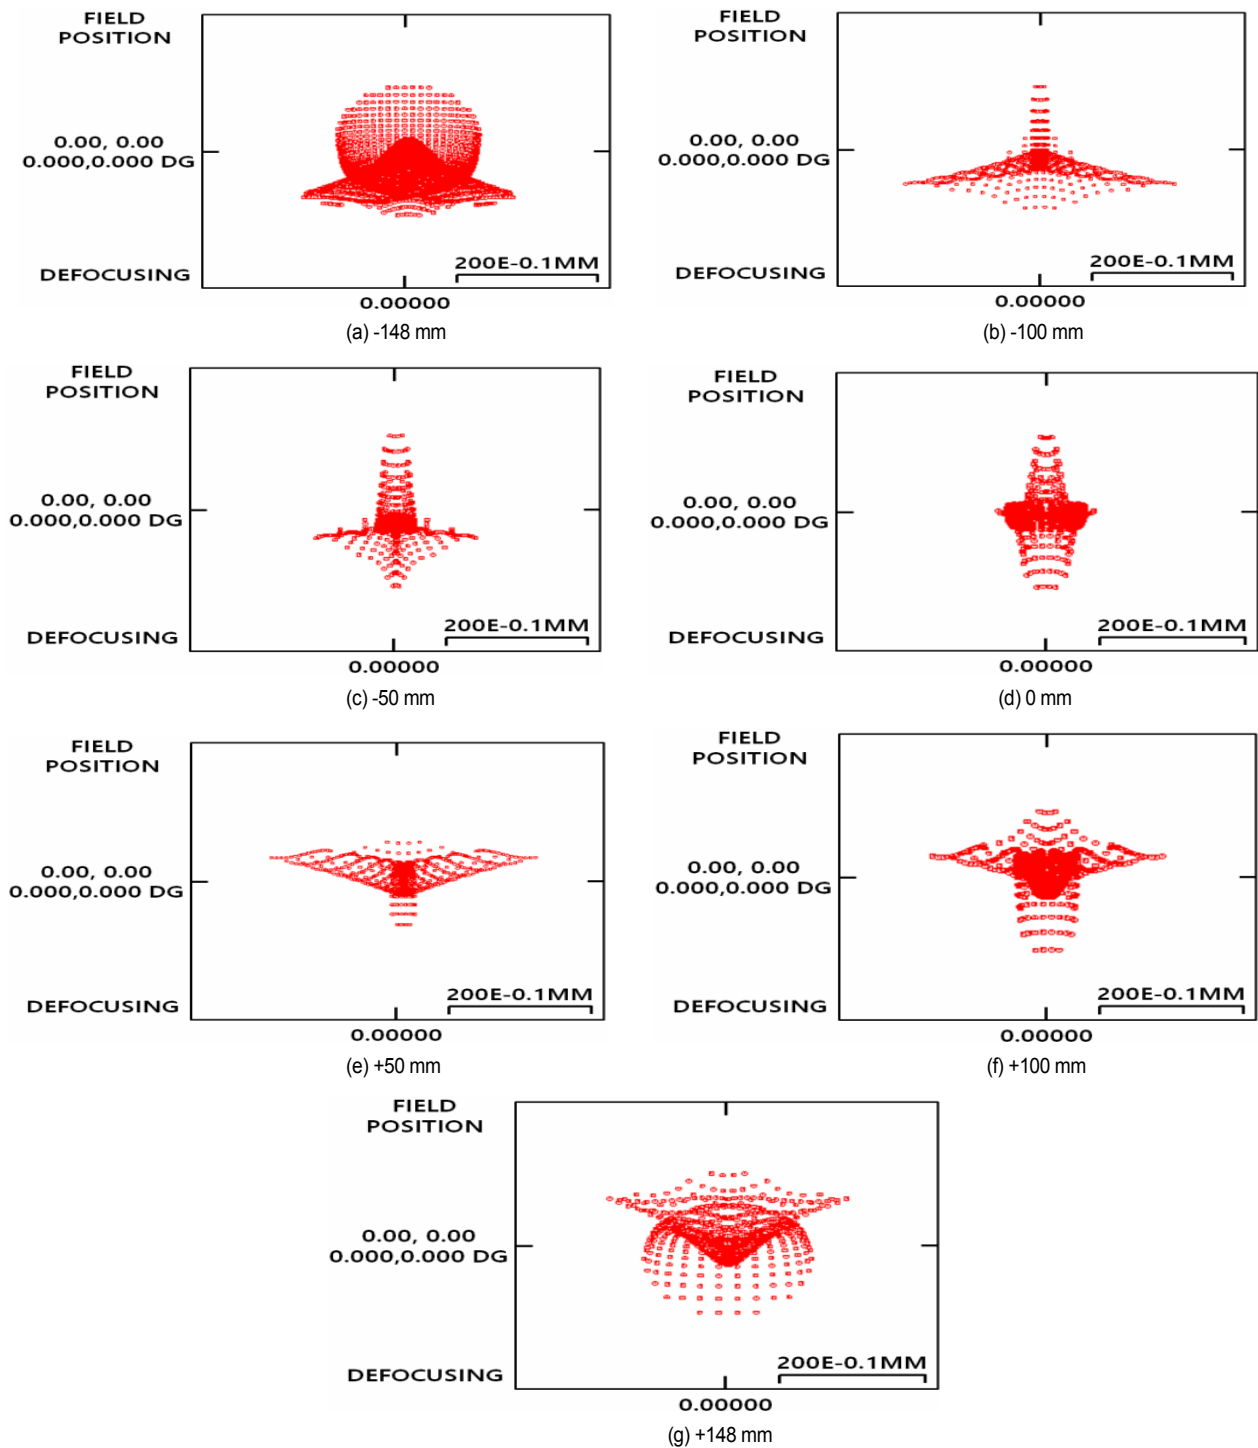 FIELD
POSITION
0.00, 0.00
0.000,0.000 DG
DEFOCUSING
200E-0.1MM
0.00000
(a) -148 mm
FIELD
POSITION
0.00, 0.00
0.000,0.000 DG
DEFOCUSING
200E-0.1MM
0.00000
(b) -100 mm
FIELD
POSITION
0.00, 0.00
0.000,0.000 DG
DEFOCUSING
200E-0.1MM
0.00000
(c) -50 mm
FIELD
POSITION
0.00, 0.00
0.000,0.000 DG
DEFOCUSING
200E-0.1MM
0.00000
(d) 0 mm
FIELD
POSITION
0.00, 0.00
0.000,0.000 DG
DEFOCUSING
200E-0.1MM
0.00000
(e) +50 mm
FIELD
POSITION
0.00, 0.00
0.000,0.000 DG
DEFOCUSING
200E-0.1MM
0.00000
(f) +100 mm
FIELD
POSITION
0.00, 0.00
0.000,0.000 DG
DEFOCUSING
200E-0.1MM
0.00000
(g) +148 mm